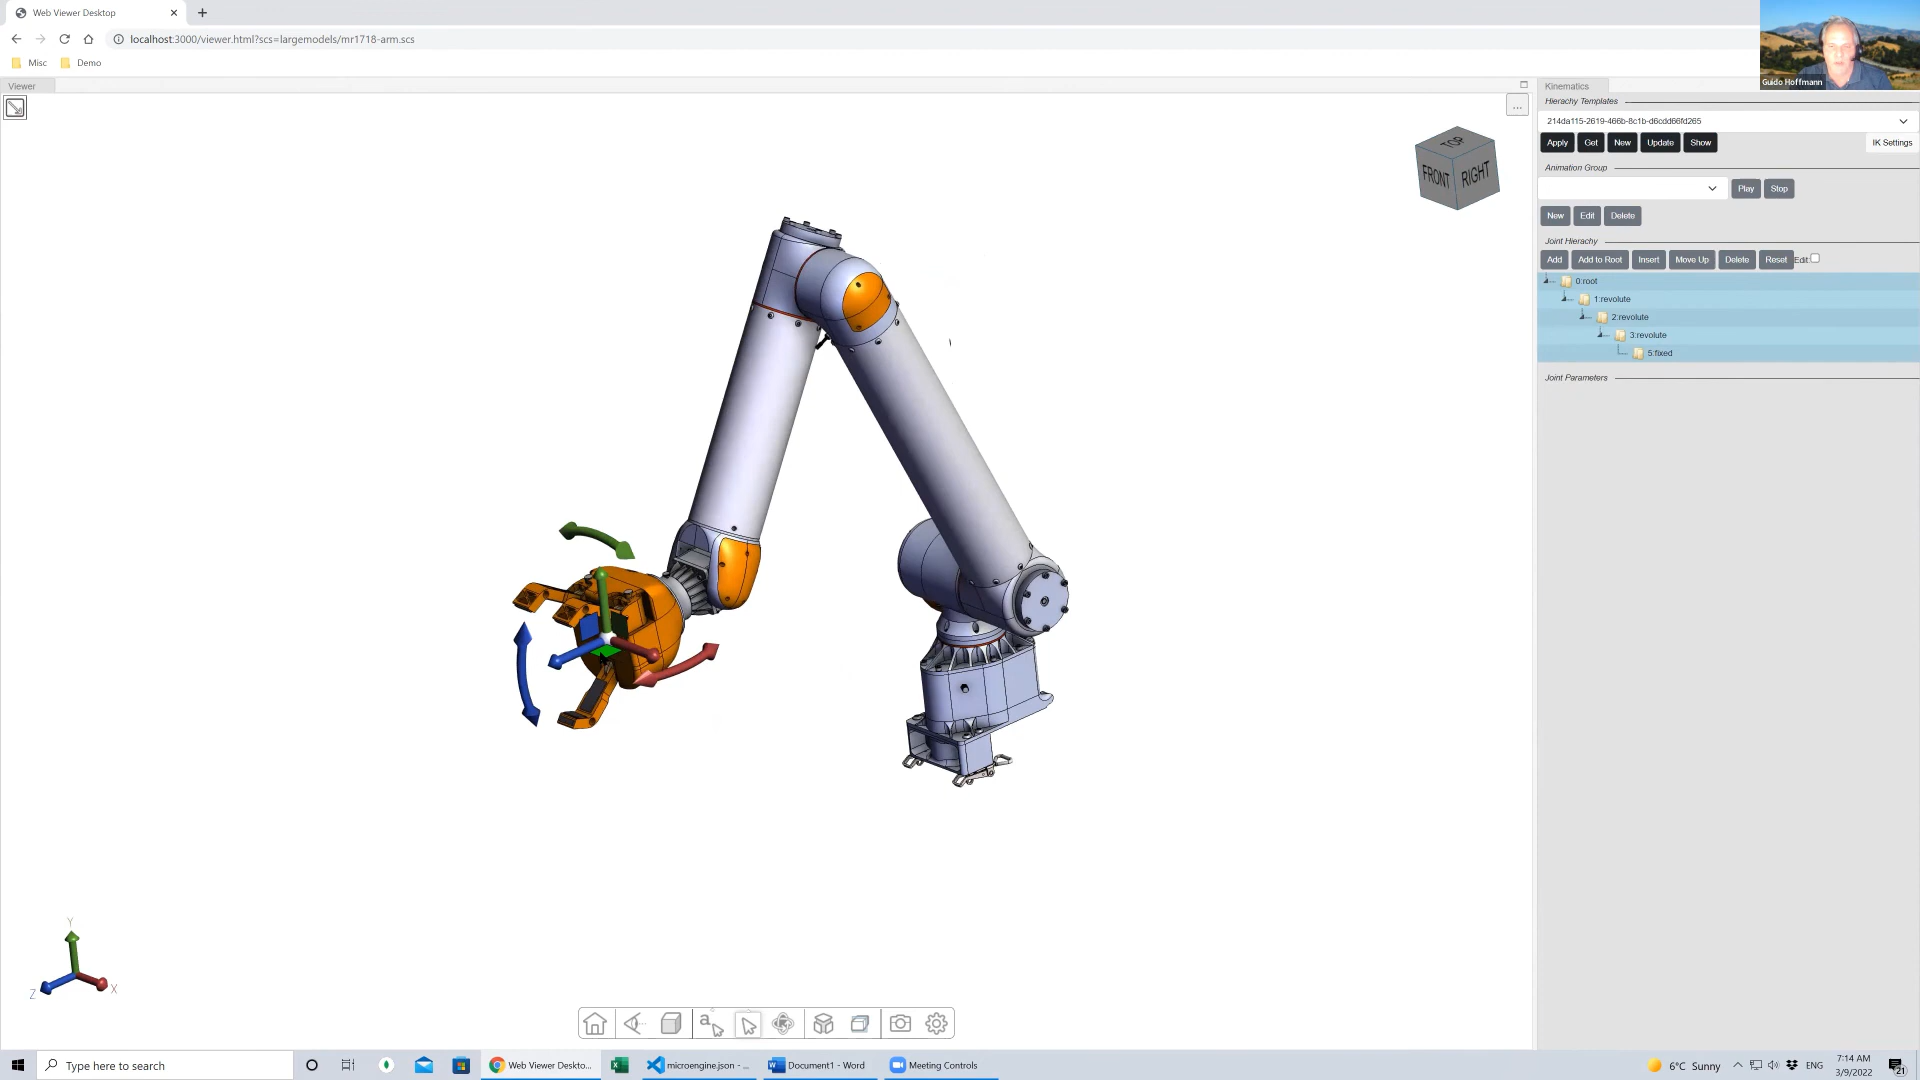 Web Viewer Desktop
localhost:3000/viewer.html?scs=largemodels/mr1718-arm.scs
Misc
Demo
Guido Hoffmann
Viewer
...
TOP
FRONT
RIGHT
Kinematics
Hierachy Templates
214da115-2619-466b-8c1b-d6cdd66fd265
Apply
Get
New
Update
Show
IK Settings
Animation Group
Play
Stop
New
Edit
Delete
Joint Hierachy
Add
Add to Root
Insert
Move Up
Delete
Reset
Edit
0:root
1:revolute
2:revolute
3:revolute
5:fixed
Joint Parameters
Y
Z
X
a
Type here to search
Web Viewer Deskto...
microengine.json - ...
Document1 - Word
Meeting Controls
6°C Sunny
ENG
7:14 AM
3/9/2022
21